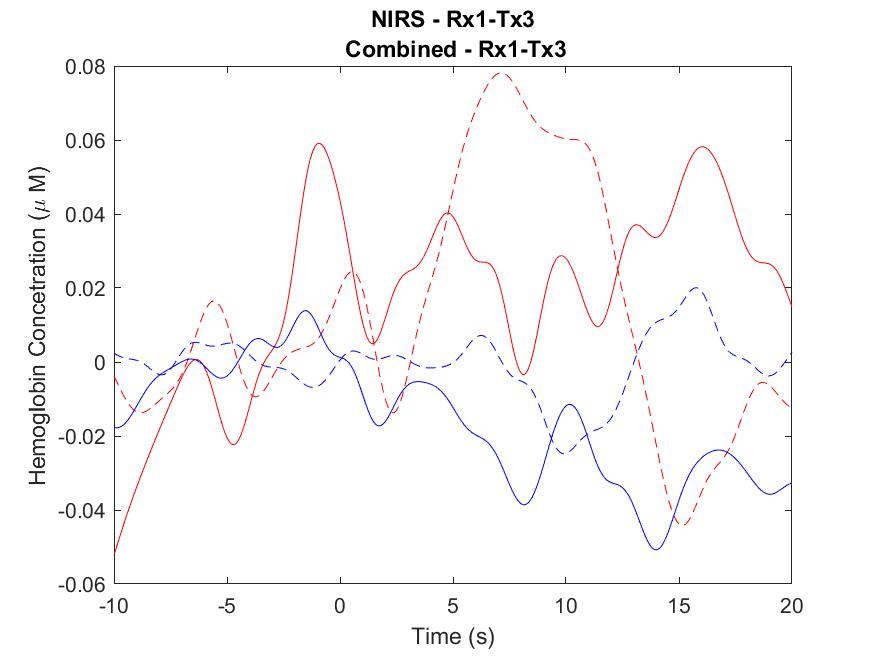 NIRS - Rx1-Tx3
Combined - Rx1-Tx3
0.08
0.06
0.04
0.02
0
-0.02
-0.04
-0.06
Hemoglobin Concetration (μ M)
-10 -5 0 5 10 15 20
Time (s)